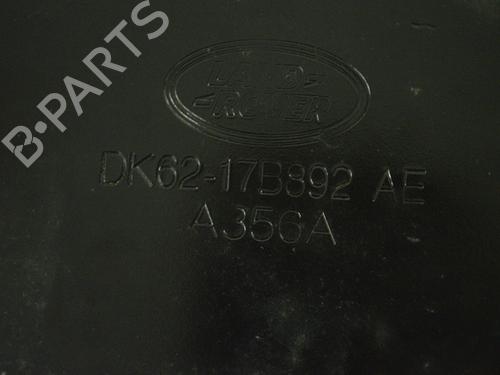 B-PARTS
LAND-
-ROVER
DK62-17B892 AE
A356A